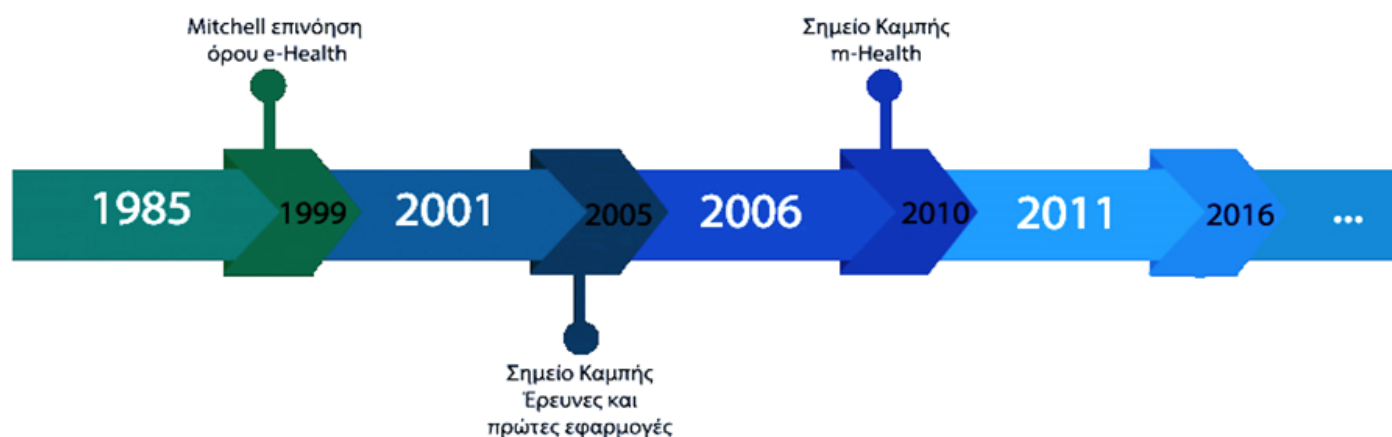 Mitchell επινόηση
όρου e-Health
Σημείο Καμπής
m-Health
1985
1999
2001
2005
2006
2010
2011
2016
...
Σημείο Καμπής
Έρευνες και
πρώτες εφαρμογές